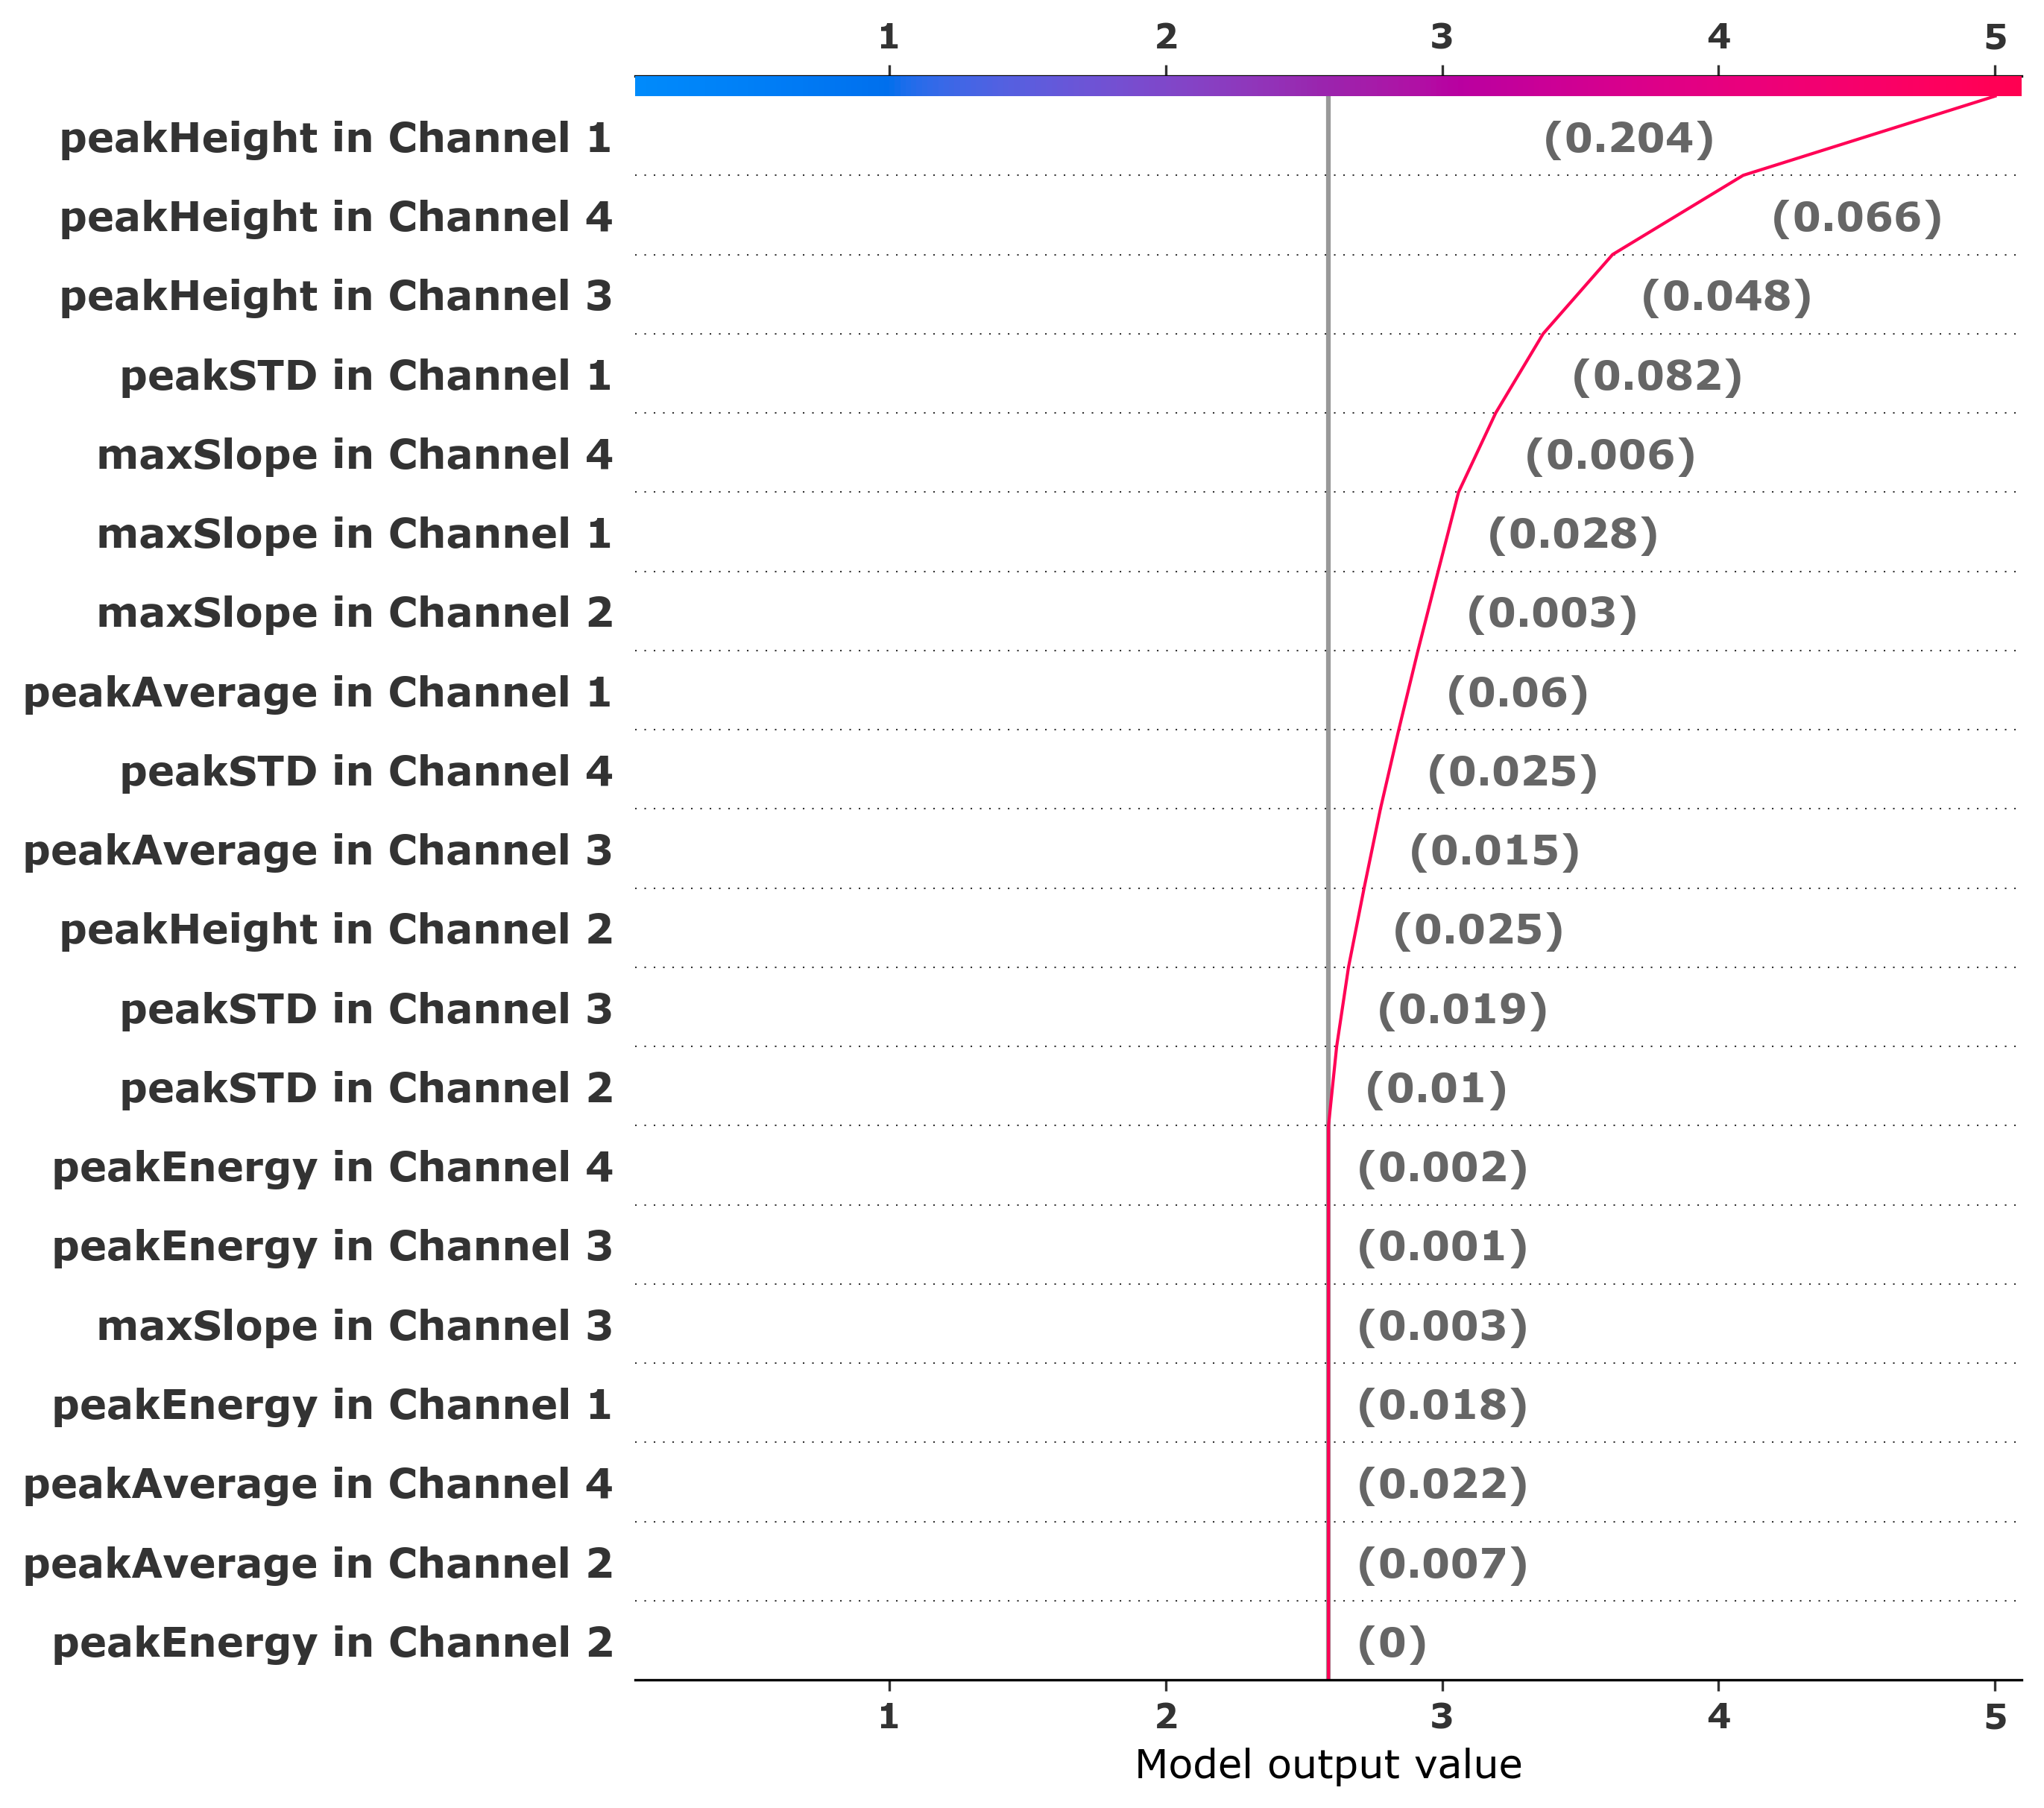 1 2 3 4 5
peakHeight in Channel 1 (0.204)
peakHeight in Channel 4 (0.066)
peakHeight in Channel 3 (0.048)
peakSTD in Channel 1 (0.082)
maxSlope in Channel 4 (0.006)
maxSlope in Channel 1 (0.028)
maxSlope in Channel 2 (0.003)
peakAverage in Channel 1 (0.06)
peakSTD in Channel 4 (0.025)
peakAverage in Channel 3 (0.015)
peakHeight in Channel 2 (0.025)
peakSTD in Channel 3 (0.019)
peakSTD in Channel 2 (0.01)
peakEnergy in Channel 4 (0.002)
peakEnergy in Channel 3 (0.001)
maxSlope in Channel 3 (0.003)
peakEnergy in Channel 1 (0.018)
peakAverage in Channel 4 (0.022)
peakAverage in Channel 2 (0.007)
peakEnergy in Channel 2 (0)
1 2 3 4 5
Model output value